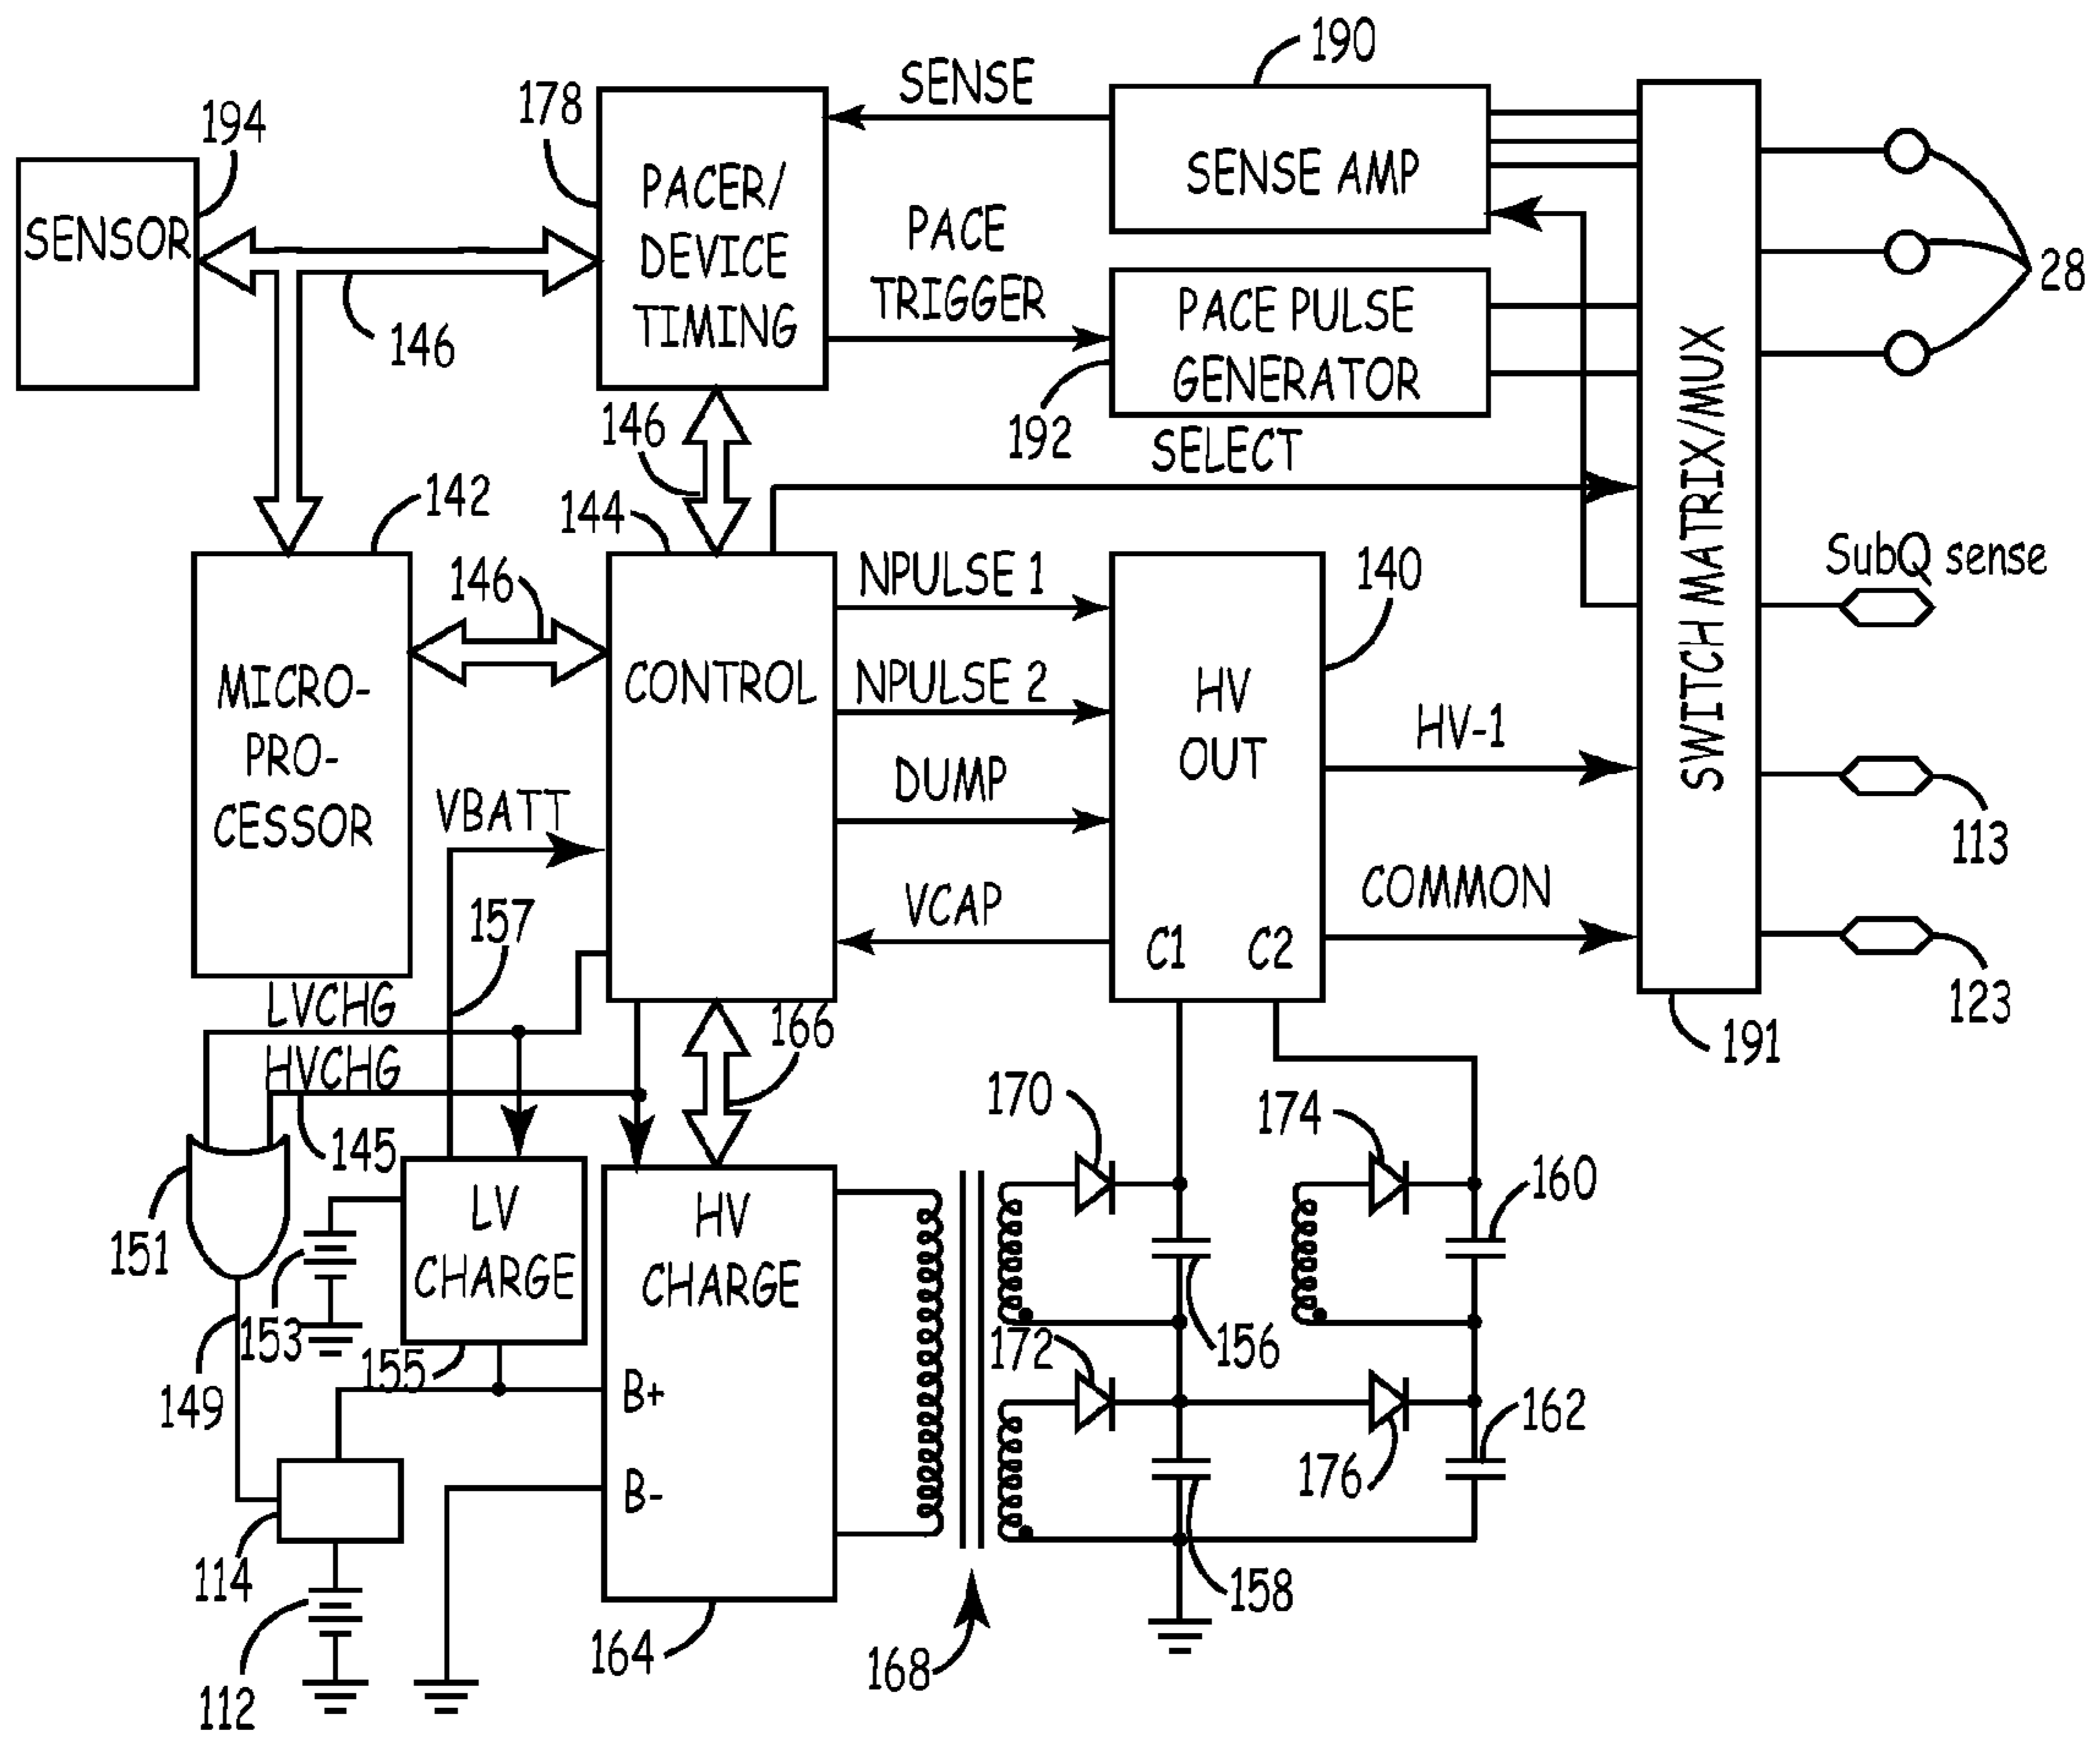 190
SENSE
178
194
PACER/
DEVICE
TIMING
SENSE AMP
SENSOR
PACE
TRIGGER
28
146
PACE PULSE
GENERATOR
192
146
SELECT
SWITCH MATRIX/MUX
142
144
146
NPULSE 1
140
SubQ sense
MICRO-
PRO-
CESSOR
CONTROL
NPULSE 2
HV
OUT
HV-1
DUMP
VBATT
113
COMMON
VCAP
157
C1
C2
123
LVCHG
166
191
HVCHG
170
174
145
151
LV
CHARGE
HV
CHARGE
160
153
155
172
156
149
B+
162
B-
176
114
158
164
168
112